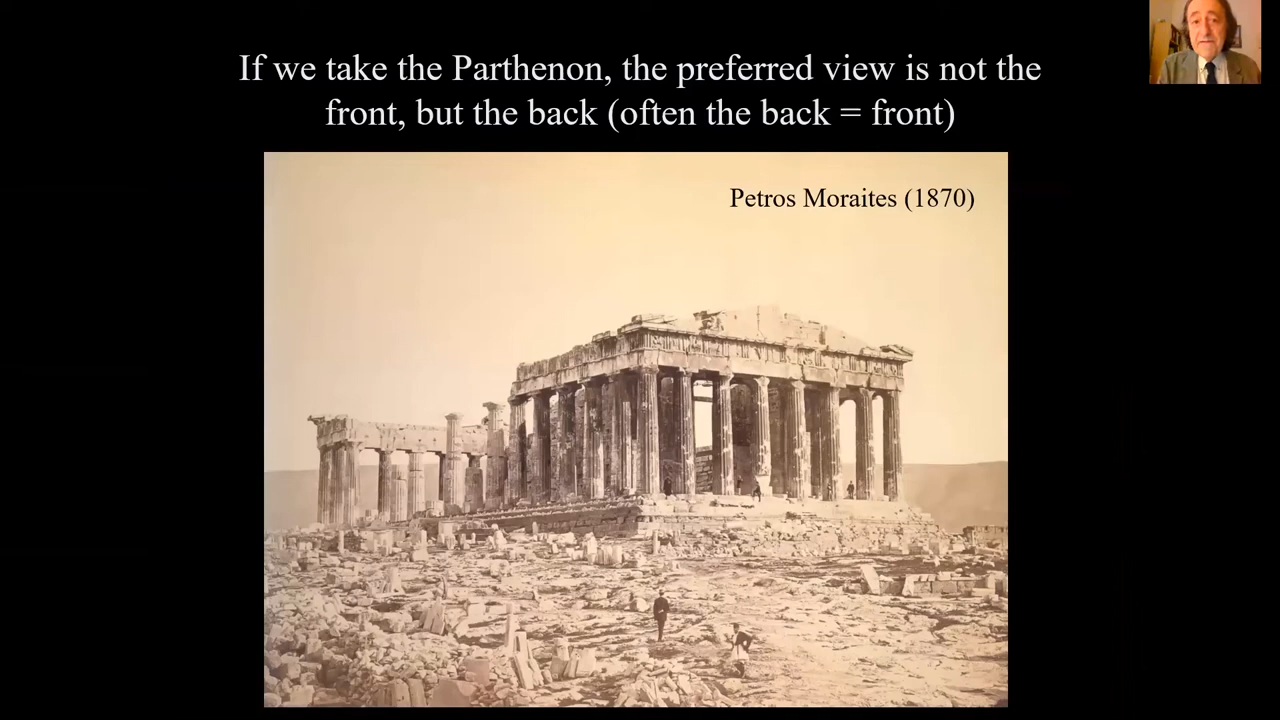 If we take the Parthenon, the preferred view is not the
front, but the back (often the back = front)
Petros Moraites (1870)